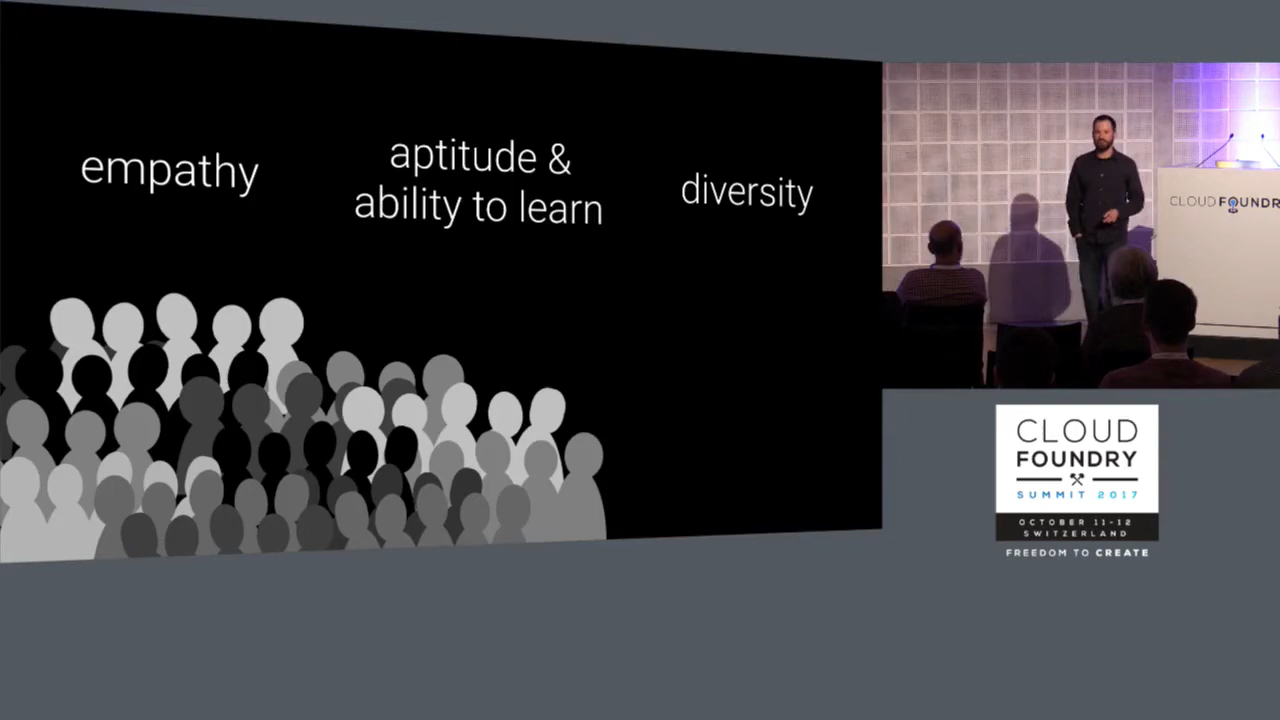 empathy
aptitude &
ability to learn
diversity
CLOUD FOUNDR
CLOUD
FOUNDRY
SUMMIT 2017
OCTOBER 11-12
SWITZERLAND
FREEDOM TO CREATE